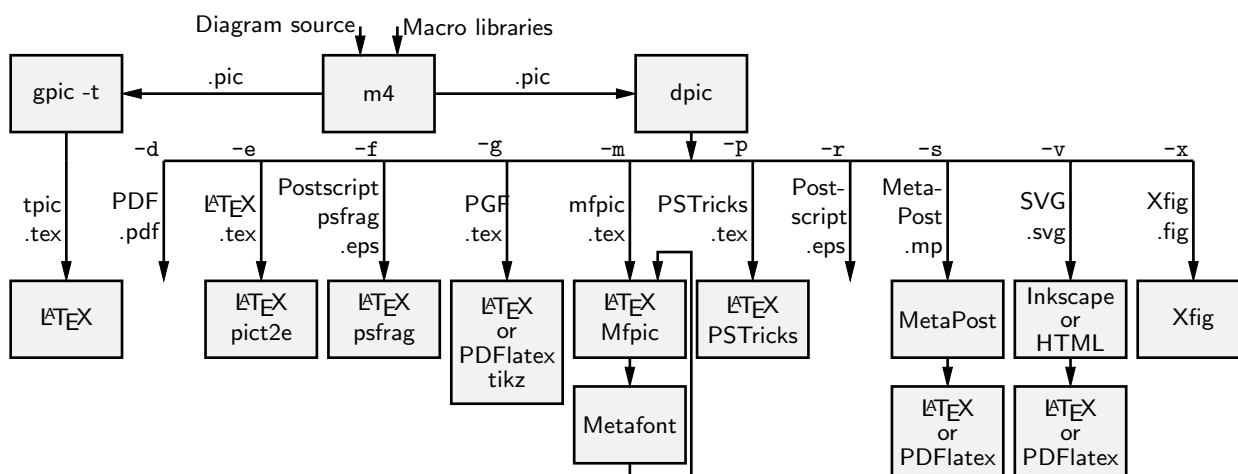 Diagram source
Macro libraries
gpic -t
.pic
m4
.pic
dpic
-d
-e
-f
-g
-m
-p
-r
-s
-v
-x
tpic
.tex
PDF
.pdf
LATEX
.tex
Postscript
psfrag
.eps
PGF
.tex
mfpic
.tex
PSTricks
.tex
Post-
script
.eps
Meta-
Post
.mp
SVG
.svg
Xfig
.fig
LATEX
LATEX
pict2e
LATEX
psfrag
LATEX
or
PDFlatex
tikz
LATEX
Mfpic
LATEX
PSTricks
MetaPost
Inkscape
or
HTML
Xfig
Metafont
LATEX
or
PDFlatex
LATEX
or
PDFlatex